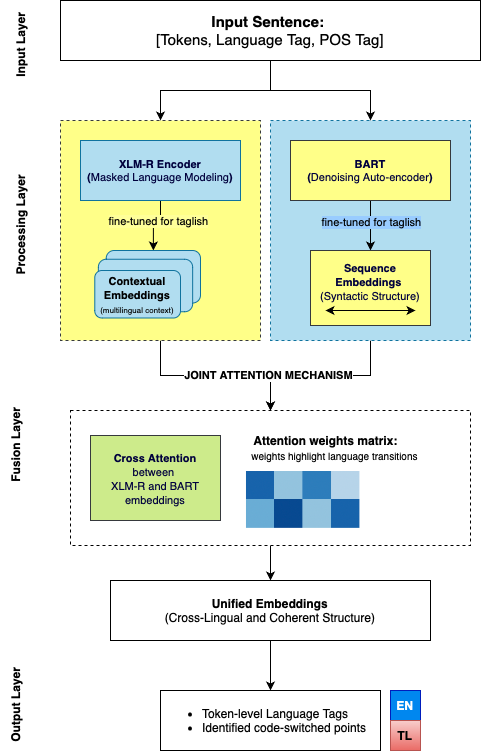 Input Layer
Input Sentence:
[Tokens, Language Tag, POS Tag]
Processing Layer
XLM-R Encoder
(Masked Language Modeling)
fine-tuned for taglish
Contextual
Embeddings
(multilingual context)
BART
(Denoising Auto-encoder)
fine-tuned for taglish
Sequence
Embeddings
(Syntactic Structure)
JOINT ATTENTION MECHANISM
Fusion Layer
Cross Attention
between
XLM-R and BART
embeddings
Attention weights matrix:
weights highlight language transitions
Unified Embeddings
(Cross-Lingual and Coherent Structure)
Output Layer
• Token-level Language Tags
• Identified code-switched points
EN
TL